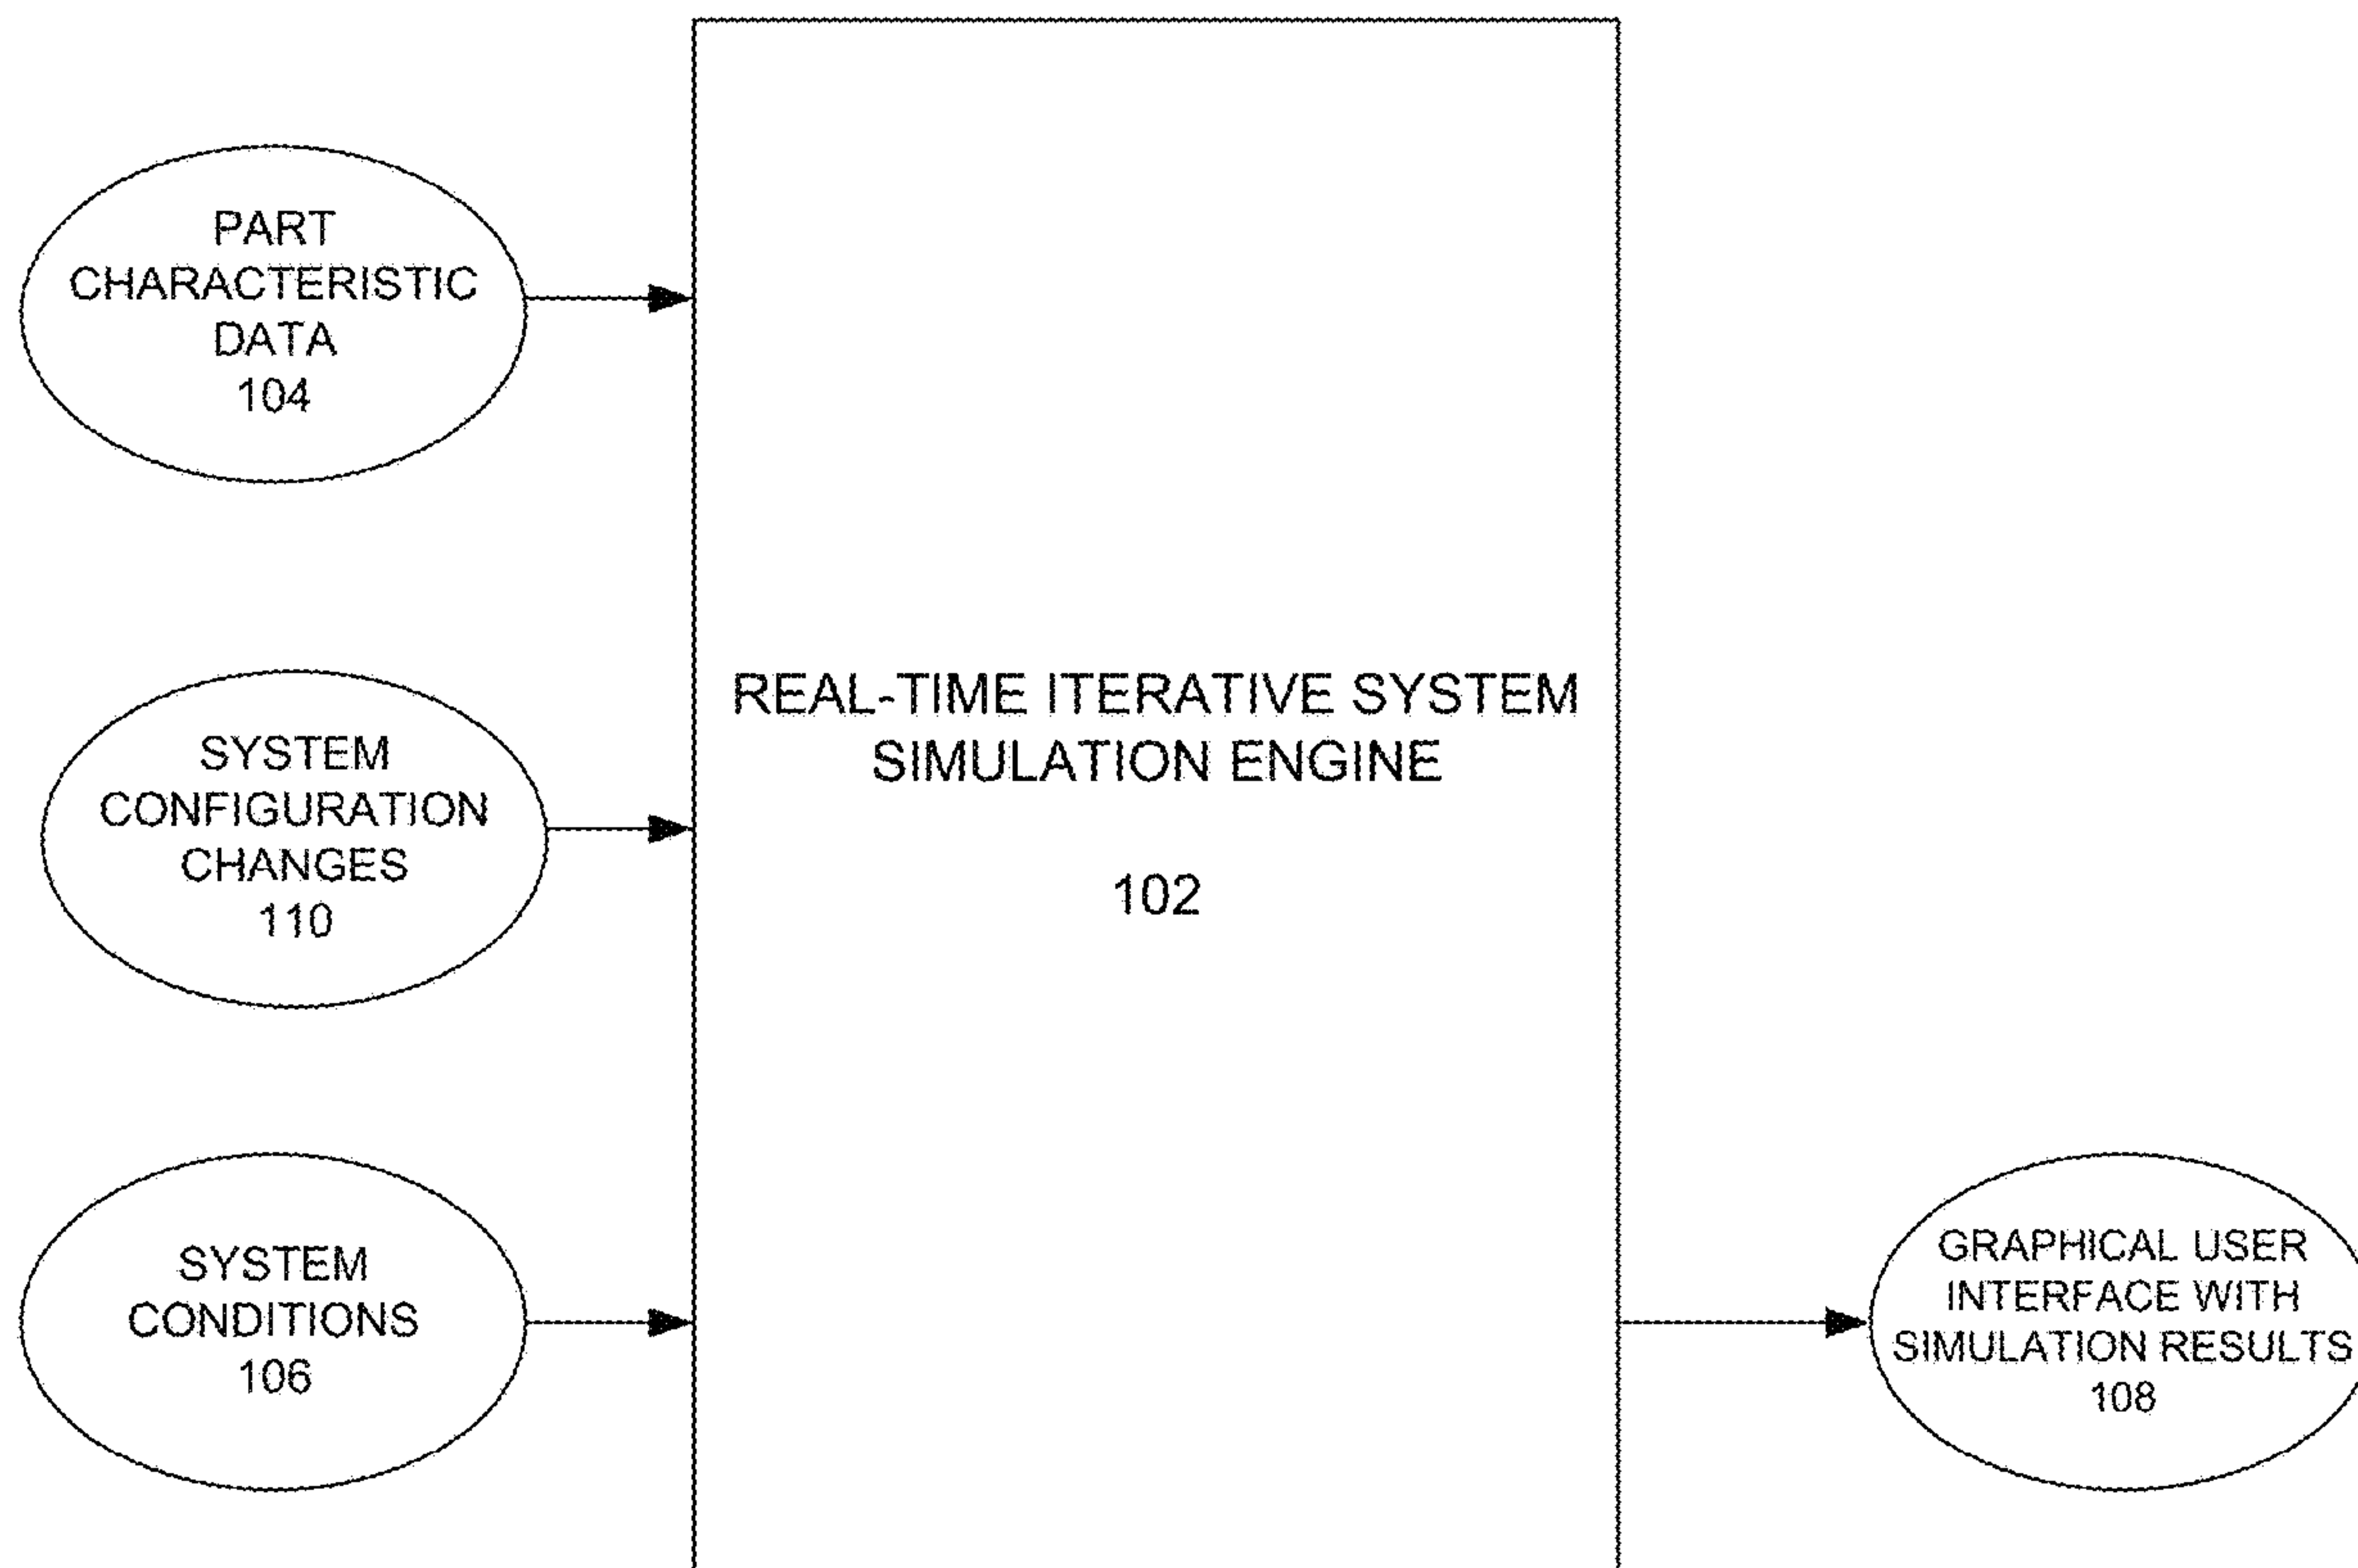 PART
CHARACTERISTIC
DATA
104
SYSTEM
CONFIGURATION
CHANGES
110
SYSTEM
CONDITIONS
106
REAL-TIME ITERATIVE SYSTEM
SIMULATION ENGINE
102
GRAPHICAL USER
INTERFACE WITH
SIMULATION RESULTS
108